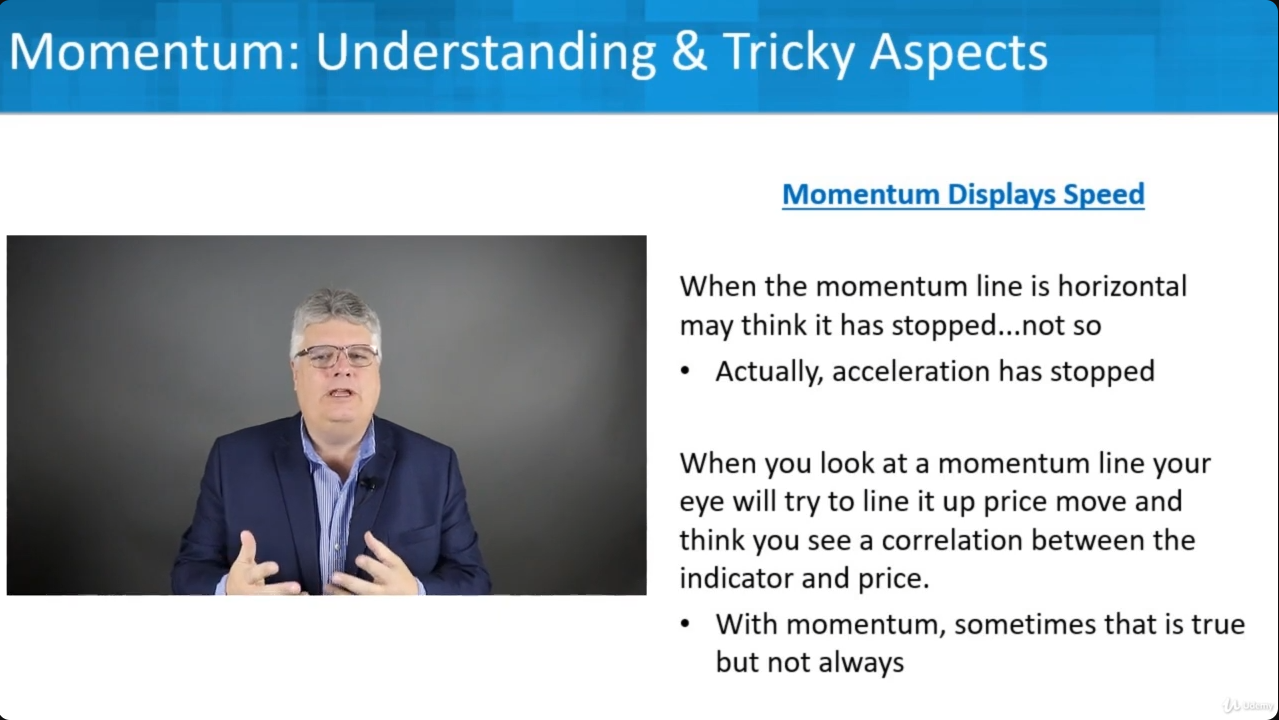 Momentum: Understanding & Tricky Aspects
Momentum Displays Speed
When the momentum line is horizontal
may think it has stopped...not so
• Actually, acceleration has stopped
When you look at a momentum line your
eye will try to line it up price move and
think you see a correlation between the
indicator and price.
• With momentum, sometimes that is true
but not always
Udemy